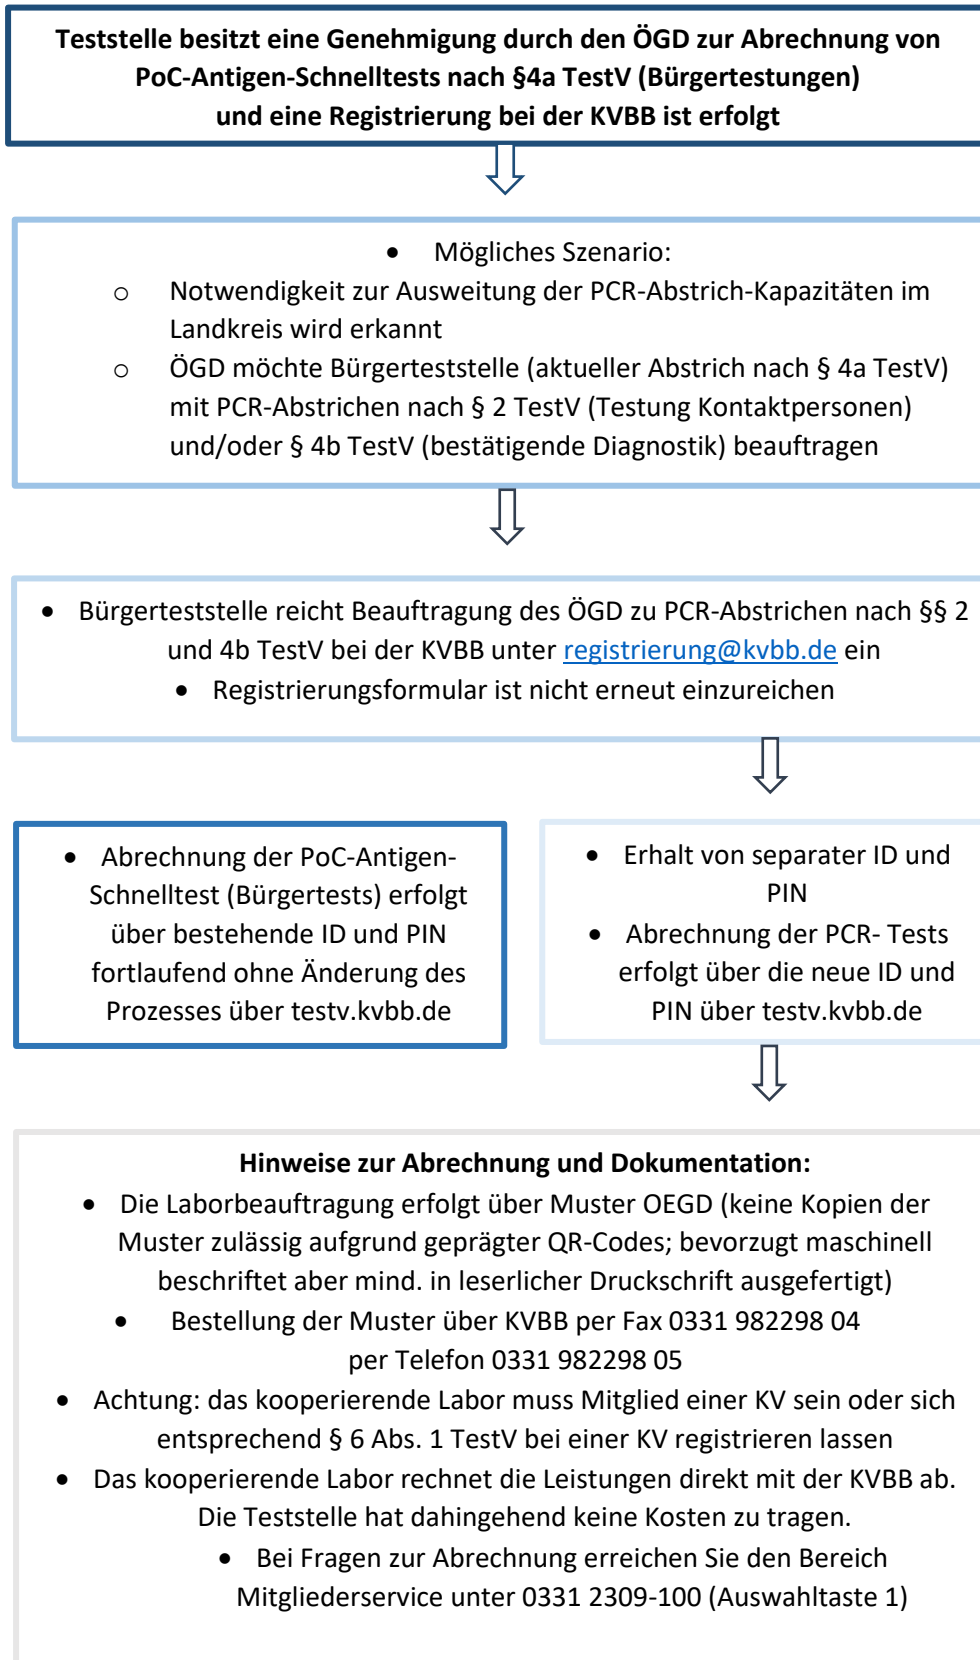 Teststelle besitzt eine Genehmigung durch den ÖGD zur Abrechnung von
PoC-Antigen-Schnelltests nach §4a TestV (Bürgertestungen)
und eine Registrierung bei der KVBB ist erfolgt
• Mögliches Szenario:
o Notwendigkeit zur Ausweitung der PCR-Abstrich-Kapazitäten im
Landkreis wird erkannt
o ÖGD möchte Bürgerteststelle (aktueller Abstrich nach § 4a TestV)
mit PCR-Abstrichen nach § 2 TestV (Testung Kontaktpersonen)
und/oder § 4b TestV (bestätigende Diagnostik) beauftragen
• Bürgerteststelle reicht Beauftragung des ÖGD zu PCR-Abstrichen nach §§ 2
und 4b TestV bei der KVBB unter registrierung@kvbb.de ein
• Registrierungsformular ist nicht erneut einzureichen
• Abrechnung der PoC-Antigen-
Schnelltest (Bürgertests) erfolgt
über bestehende ID und PIN
fortlaufend ohne Änderung des
Prozesses über testv.kvbb.de
• Erhalt von separater ID und
PIN
• Abrechnung der PCR- Tests
erfolgt über die neue ID und
PIN über testv.kvbb.de
Hinweise zur Abrechnung und Dokumentation:
• Die Laborbeauftragung erfolgt über Muster OEGD (keine Kopien der
Muster zulässig aufgrund geprägter QR-Codes; bevorzugt maschinell
beschriftet aber mind. in leserlicher Druckschrift ausgefertigt)
• Bestellung der Muster über KVBB per Fax 0331 982298 04
per Telefon 0331 982298 05
• Achtung: das kooperierende Labor muss Mitglied einer KV sein oder sich
entsprechend § 6 Abs. 1 TestV bei einer KV registrieren lassen
• Das kooperierende Labor rechnet die Leistungen direkt mit der KVBB ab.
Die Teststelle hat dahingehend keine Kosten zu tragen.
• Bei Fragen zur Abrechnung erreichen Sie den Bereich
Mitgliederservice unter 0331 2309-100 (Auswahltaste 1)